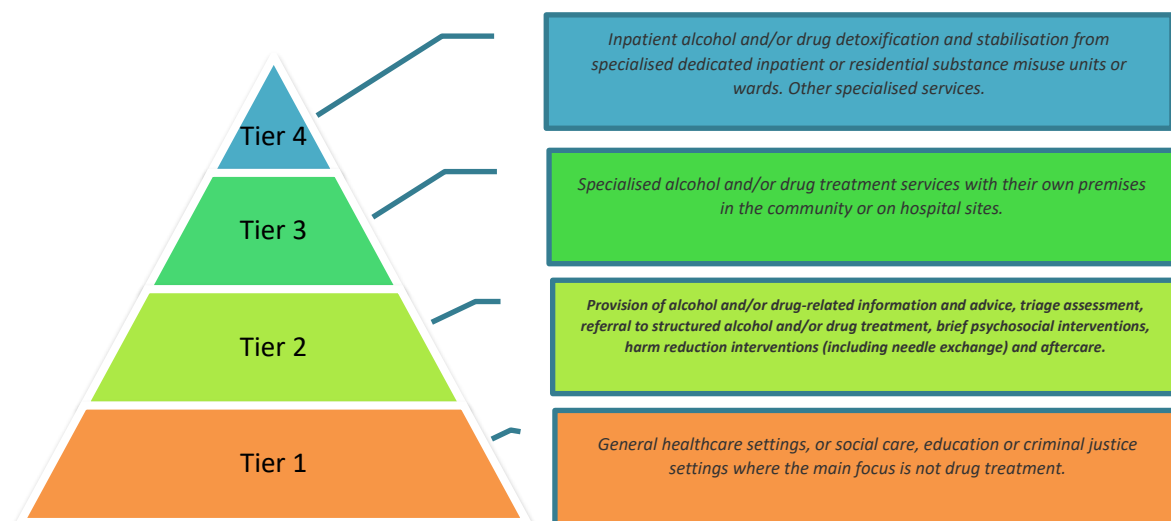 Tier 4
Inpatient alcohol and/or drug detoxification and stabilisation from
specialised dedicated inpatient or residential substance misuse units or
wards. Other specialised services.
Tier 3
Specialised alcohol and/or drug treatment services with their own premises
in the community or on hospital sites.
Tier 2
Provision of alcohol and/or drug-related information and advice, triage assessment,
referral to structured alcohol and/or drug treatment, brief psychosocial interventions,
harm reduction interventions (including needle exchange) and aftercare.
Tier 1
General healthcare settings, or social care, education or criminal justice
settings where the main focus is not drug treatment.